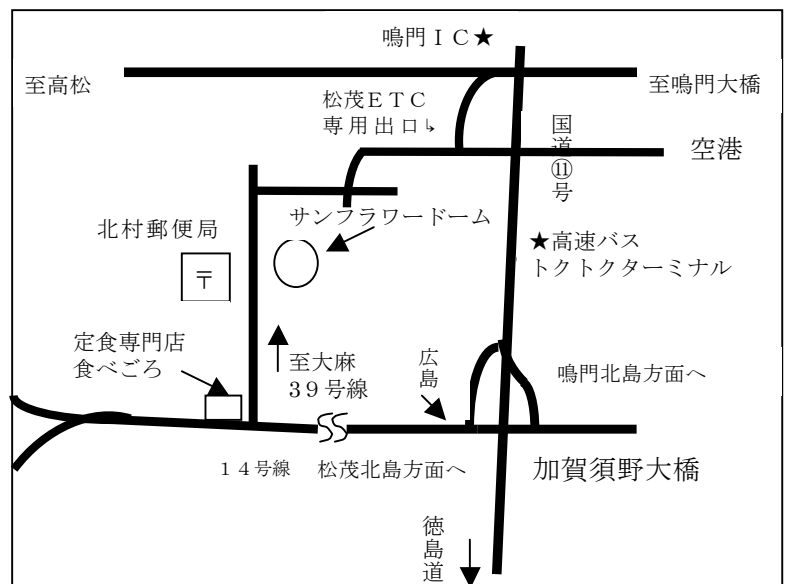 鳴門ＩＣ★
至高松
至鳴門大橋
松茂ＥＴＣ
専用出口↳
国道⑪号
空港
サンフラワードーム
北村郵便局
〒
★高速バス
トクトクターミナル
定食専門店
食べごろ
至大麻
３９号線
広島
鳴門北島方面へ
１４号線
松茂北島方面へ
加賀須野大橋
徳島道